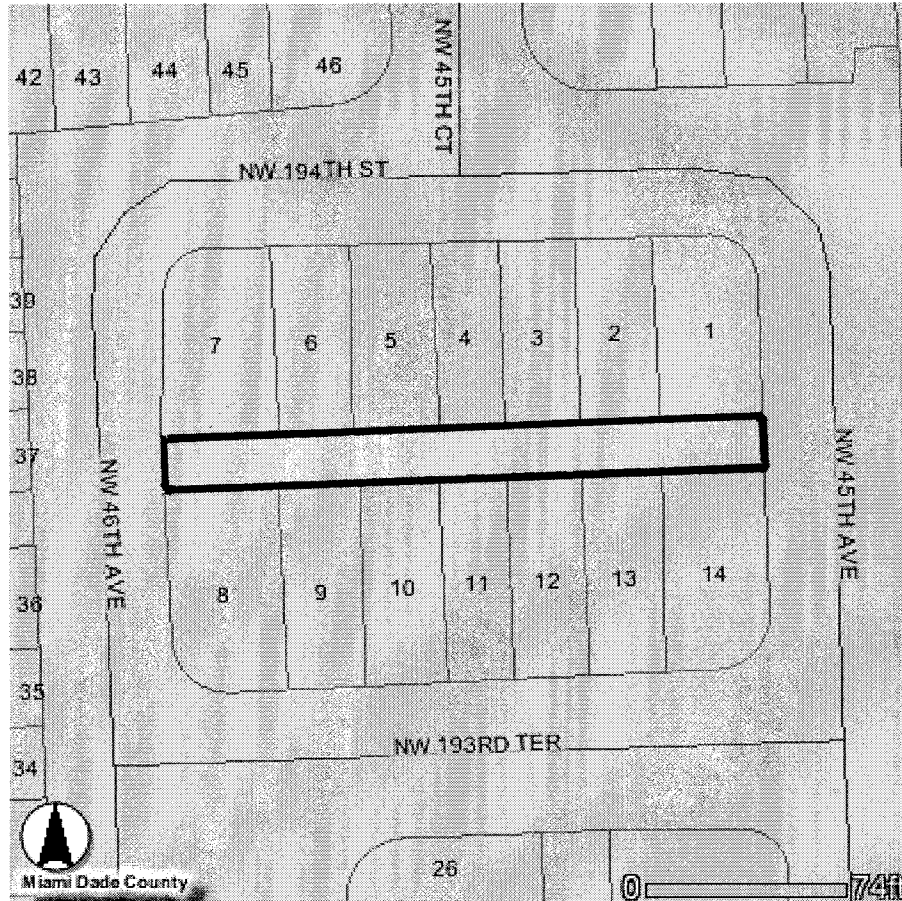 42 43 44 45 46
NW 45TH CT
NW 194TH ST
39
7 6 5 4 3 2 1
38
37
NW 46TH AVE
NW 45TH AVE
36
8 9 10 11 12 13 14
35
NW 193RD TER
34
26
Miami Dade County
0 74ft